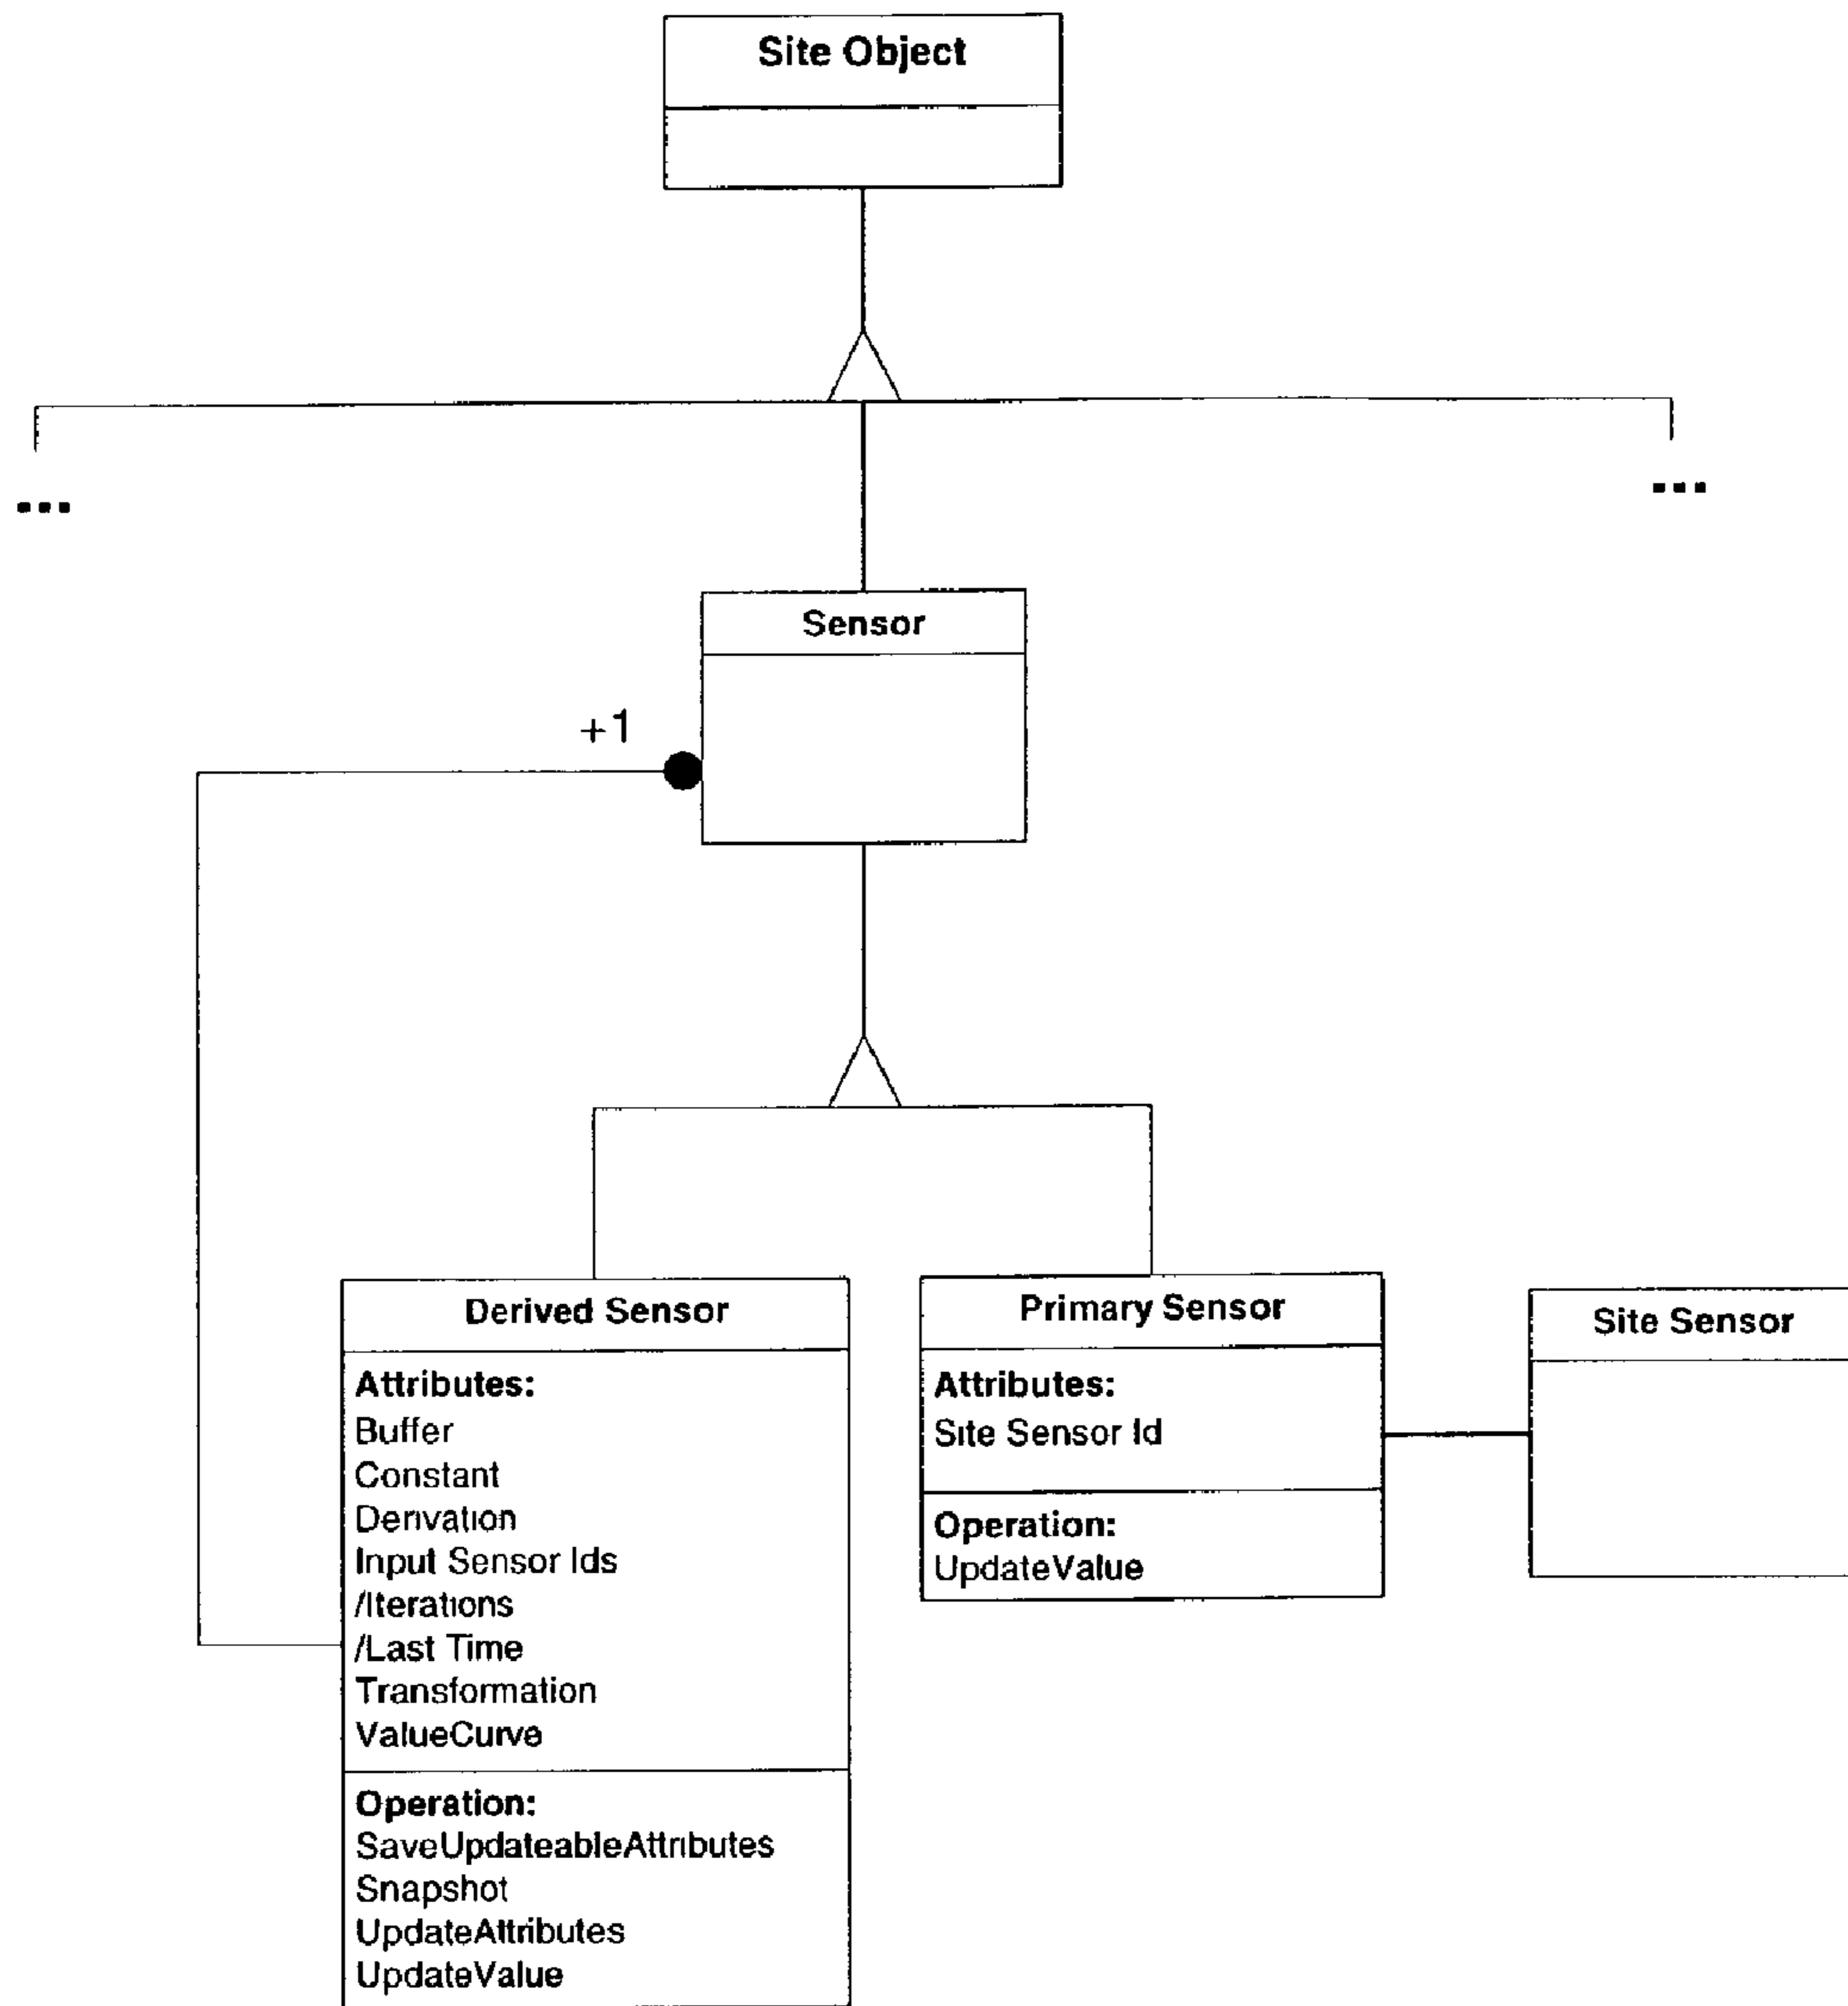 Site Object
...
...
Sensor
+1
Derived Sensor
Attributes:
Buffer
Constant
Derivation
Input Sensor Ids
/Iterations
/Last Time
Transformation
ValueCurve
Operation:
SaveUpdateableAttributes
Snapshot
UpdateAttributes
UpdateValue
Primary Sensor
Attributes:
Site Sensor Id
Operation:
UpdateValue
Site Sensor